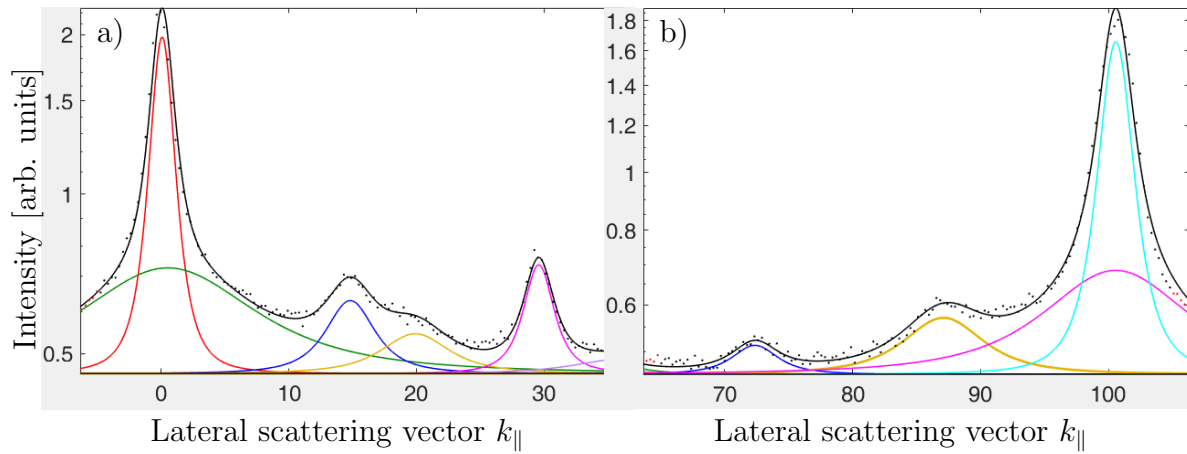 a)
2
1.5
1
0.5
Intensity [arb. units]
0 10 20 30
Lateral scattering vector k∥
b)
1.8
1.6
1.4
1.2
1
0.8
0.6
70 80 90 100
Lateral scattering vector k∥